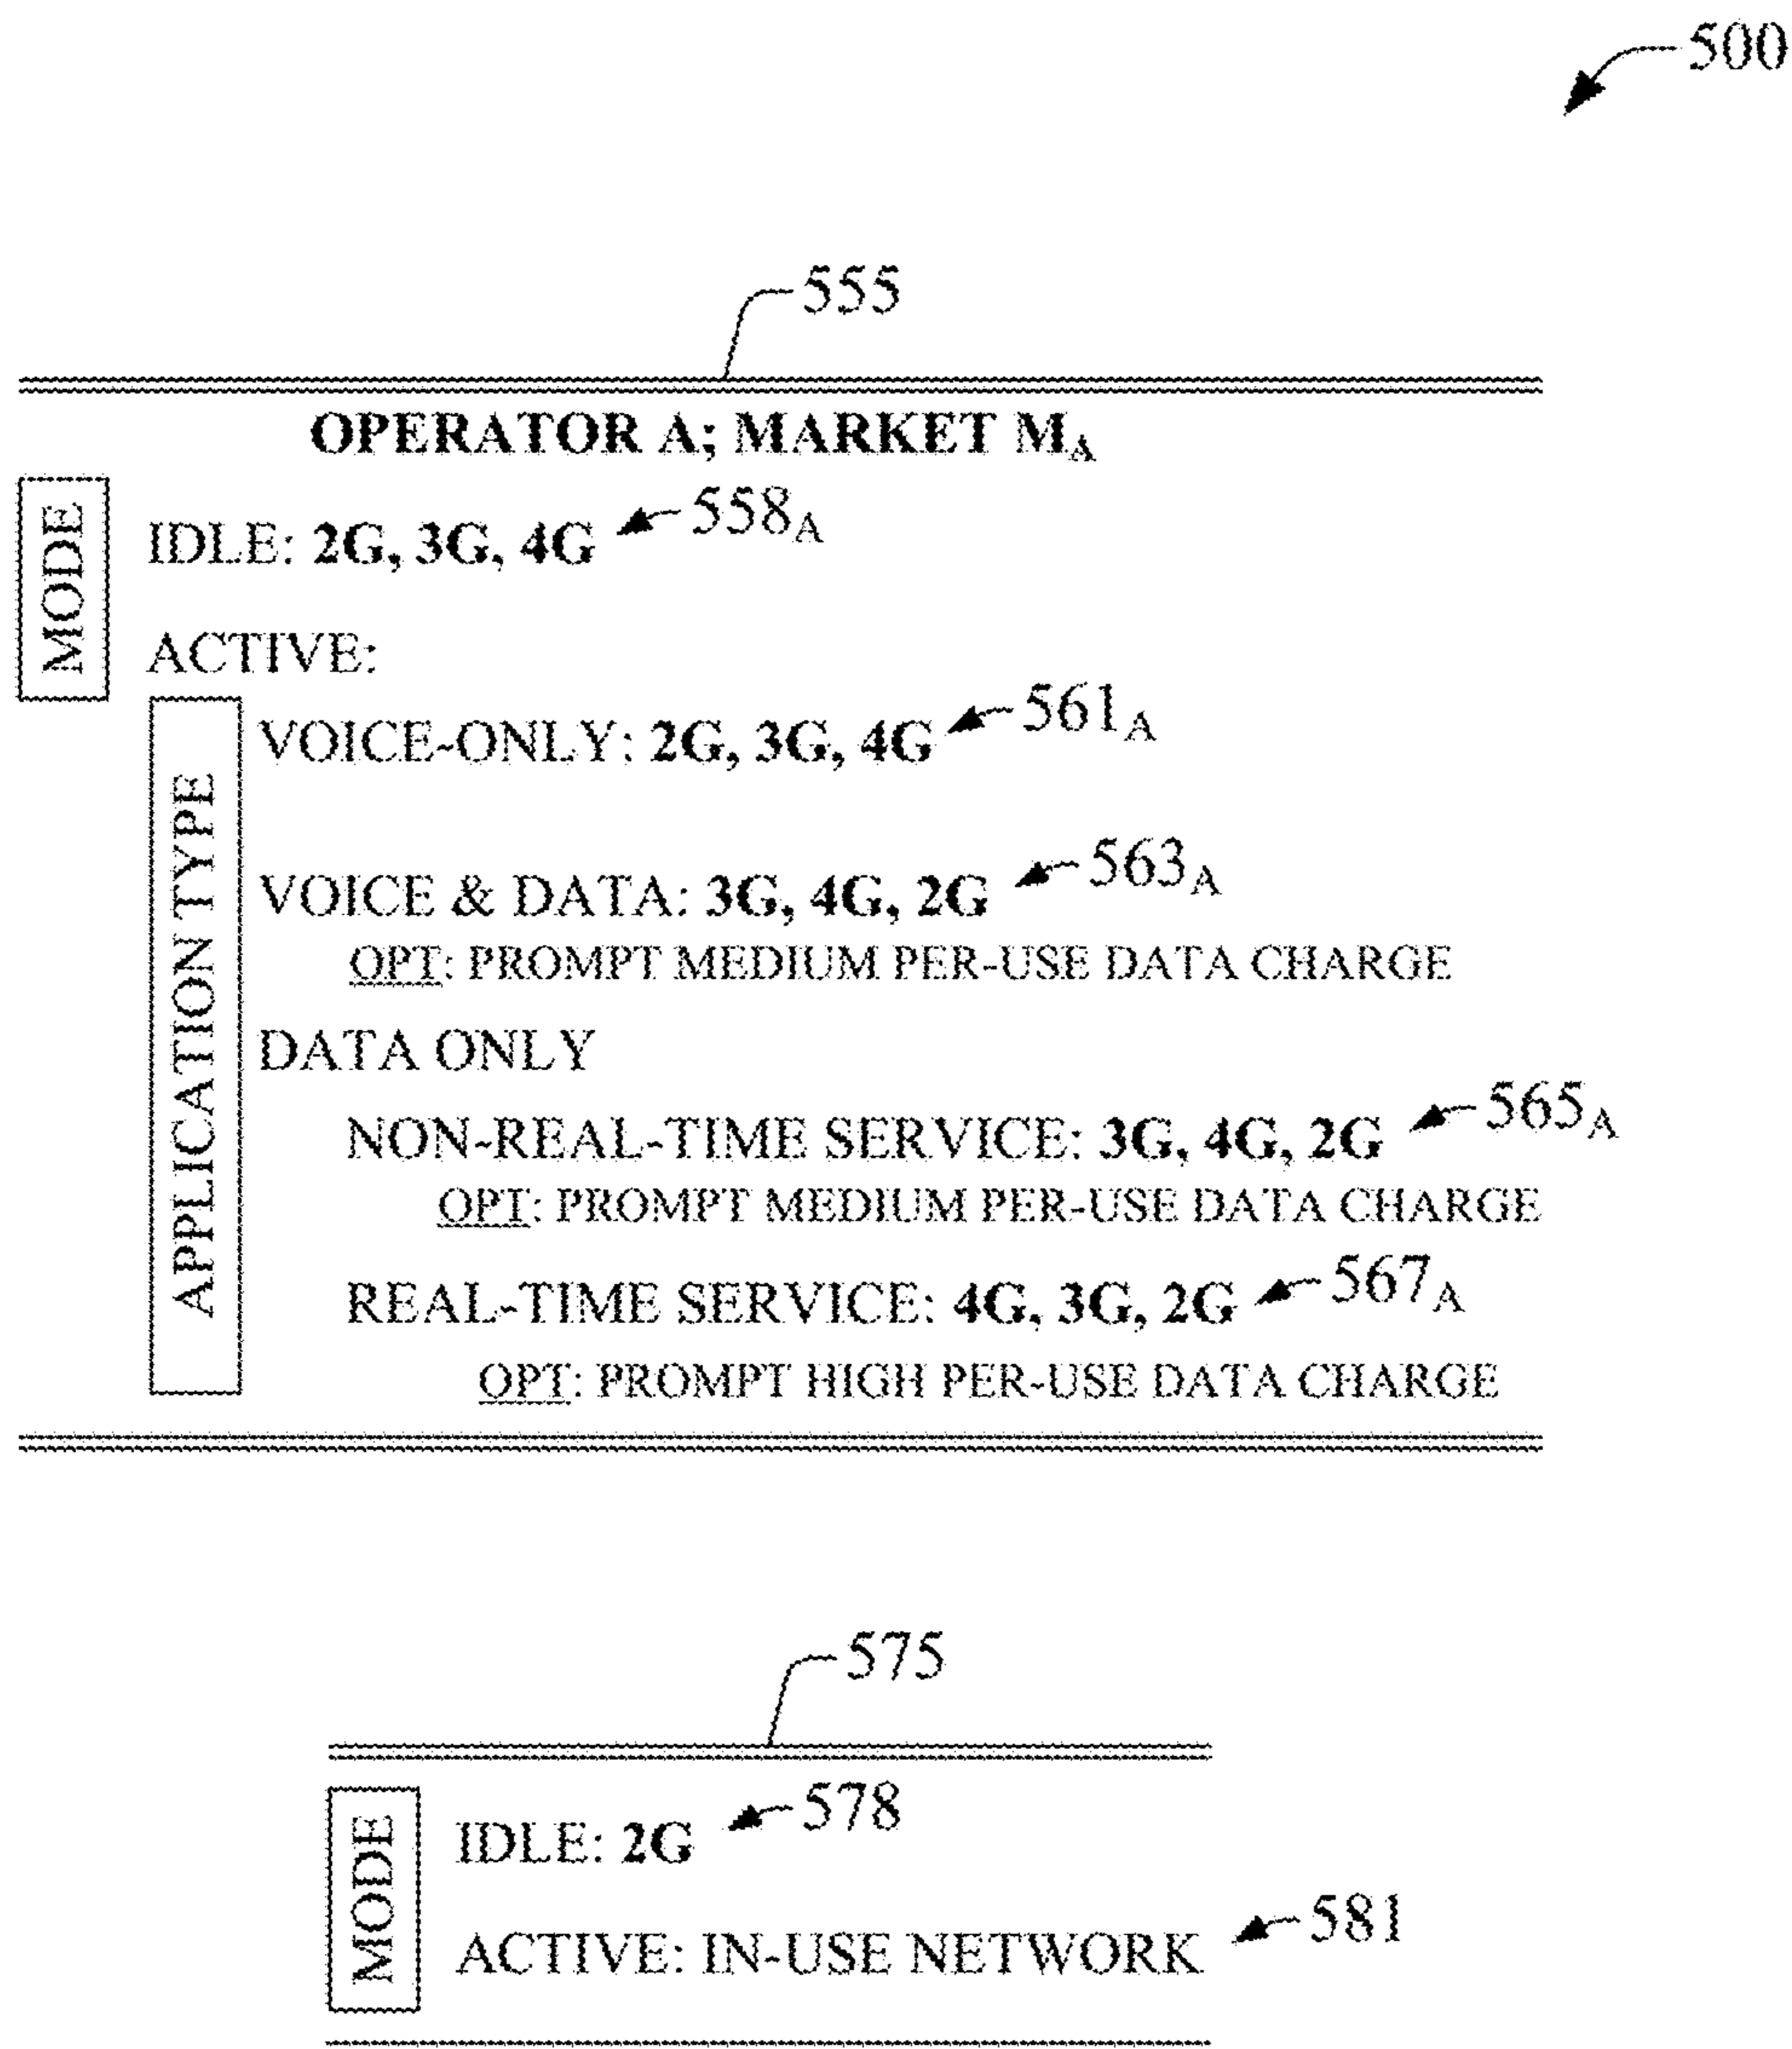 500
555
OPERATOR A; MARKET MA
MODE
IDLE: 2G, 3G, 4G 558A
ACTIVE:
APPLICATION TYPE
VOICE-ONLY: 2G, 3G, 4G 561A
VOICE & DATA: 3G, 4G, 2G 563A
OPT: PROMPT MEDIUM PER-USE DATA CHARGE
DATA ONLY
NON-REAL-TIME SERVICE: 3G, 4G, 2G 565A
OPT: PROMPT MEDIUM PER-USE DATA CHARGE
REAL-TIME SERVICE: 4G, 3G, 2G 567A
OPT: PROMPT HIGH PER-USE DATA CHARGE
575
MODE
IDLE: 2G 578
ACTIVE: IN-USE NETWORK 581